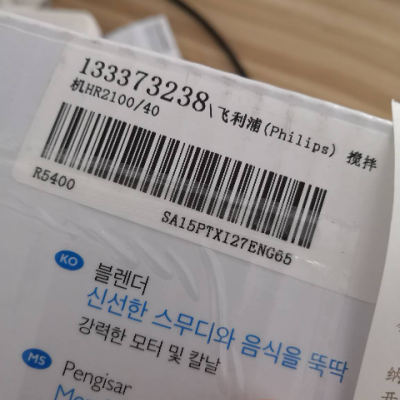 133373238\飞利浦(Philips) 搅拌
机HR2100/40
R5400
SA15PTXI27ENG65
KO
블렌더
신선한 스무디와 음식을 뚝딱
강력한 모터 및 칼날
MS
Pengisar